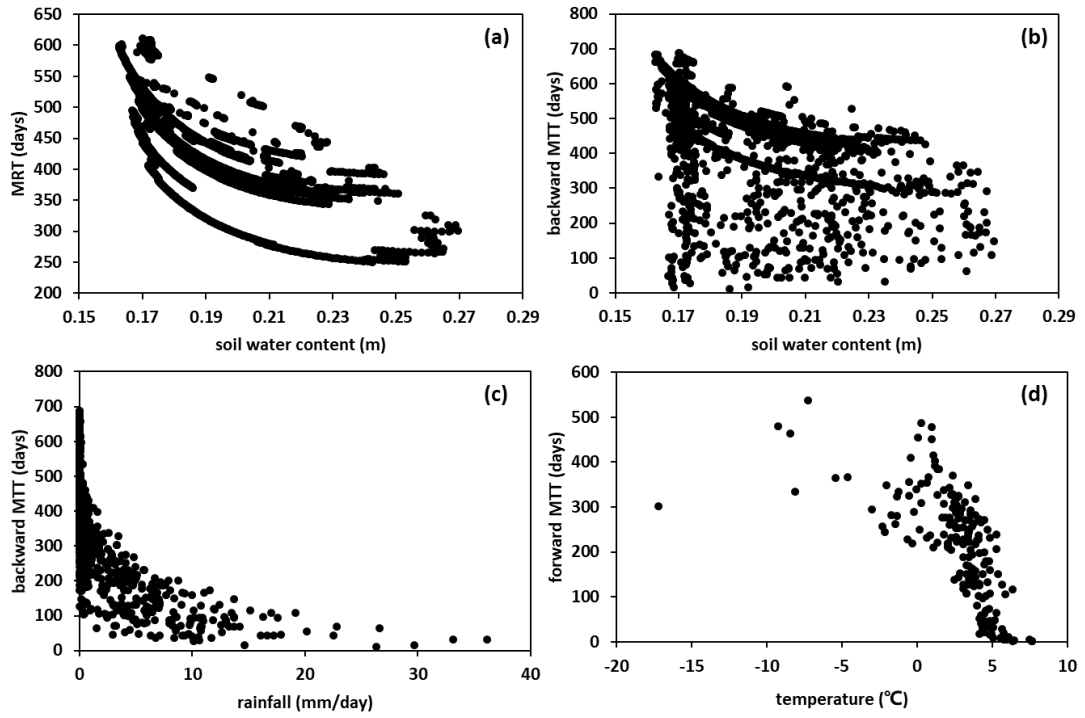 (a)
MRT (days)
650
600
550
500
450
400
350
300
250
200
0.15 0.17 0.19 0.21 0.23 0.25 0.27 0.29
soil water content (m)
(b)
backward MTT (days)
800
700
600
500
400
300
200
100
0
0.15 0.17 0.19 0.21 0.23 0.25 0.27 0.29
soil water content (m)
(c)
backward MTT (days)
800
700
600
500
400
300
200
100
0
0 10 20 30 40
rainfall (mm/day)
(d)
forward MTT (days)
600
500
400
300
200
100
0
-20 -15 -10 -5 0 5 10
temperature (℃)